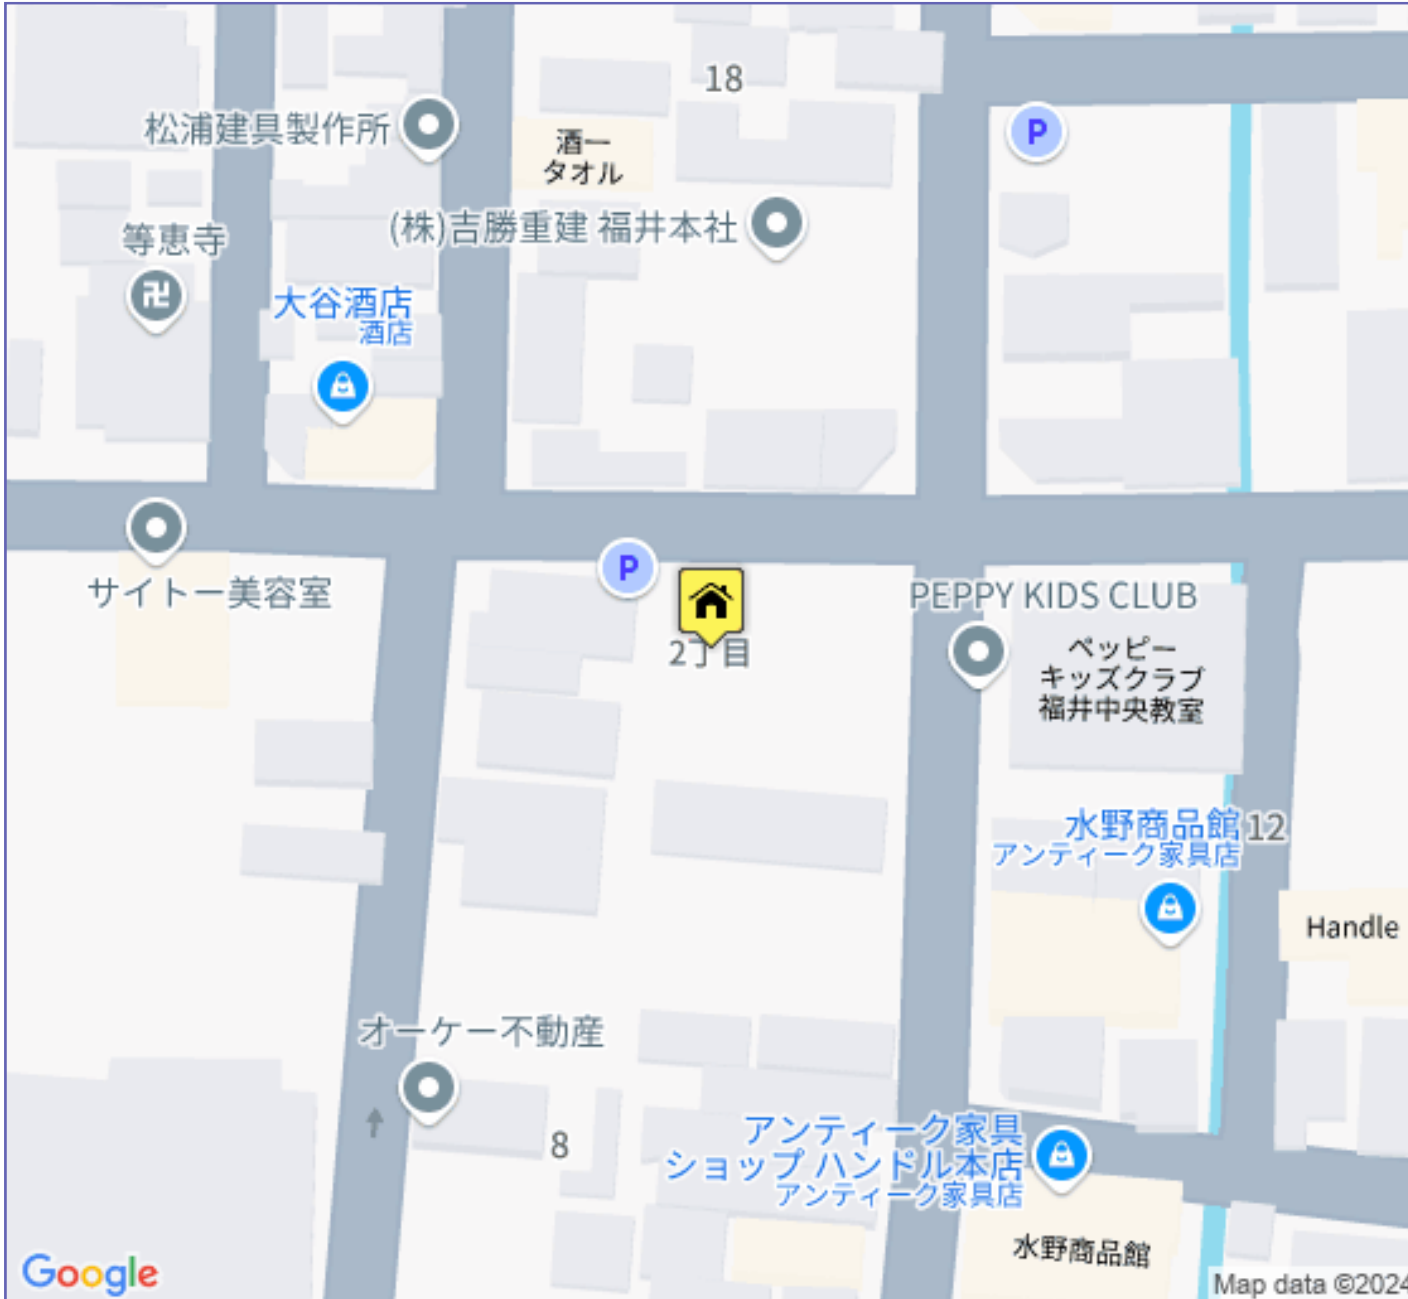 18
松浦建具製作所
P
酒一
タオル
(株)吉勝重建 福井本社
等恵寺
卍
大谷酒店
酒店
P
サイトー美容室
2丁目
PEPPY KIDS CLUB
ペッピー
キッズクラブ
福井中央教室
水野商品館
アンティーク家具店
12
Handle
オーケー不動産
8
アンティーク家具
ショップ ハンドル本店
アンティーク家具店
水野商品館
Google
Map data ©2024